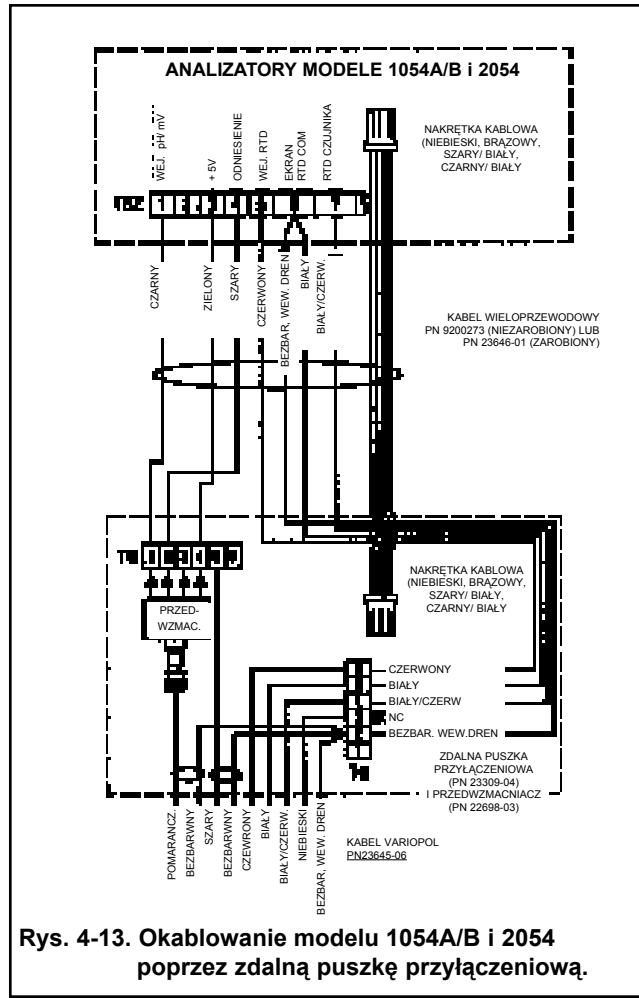 ANALIZATORY MODELE 1054A/B i 2054
WEJ. pH/ mV
+ 5V
ODNIESIENIE
WEJ. RTD
EKRAN
RTD COM
RTD CZUJNIKA
NAKRĘTKA KABLOWA
(NIEBIESKI, BRĄZOWY,
SZARY/ BIAŁY,
CZARNY/ BIAŁY
CZARNY
ZIELONY
SZARY
CZERWONY
BEZBAR, WEW. DREN
BIAŁY
BIAŁY/CZERW.
KABEL WIELOPRZEWODOWY
PN 9200273 (NIEZAROBIONY) LUB
PN 23646-01 (ZAROBIONY)
NAKRĘTKA KABLOWA
(NIEBIESKI, BRĄZOWY,
SZARY/ BIAŁY,
CZARNY/ BIAŁY
PRZED-
WZMAC.
CZERWONY
BIAŁY
BIAŁY/CZERW
NC
BEZBAR. WEW.DREN
ZDALNA PUSZKA
PRZYŁĄCZENIOWA
(PN 23309-04)
I PRZEDWZMACNIACZ
(PN 22698-03)
POMARANCZ.
BEZBARWNY
SZARY
BEZBARWNY
CZEWRONY
BIAŁY
BIAŁY/CZERW.
NIEBIESKI
BEZBAR, WEW. DREN
KABEL VARIOPOL
PN23645-06
Rys. 4-13. Okablowanie modelu 1054A/B i 2054
poprzez zdalną puszkę przyłączeniową.